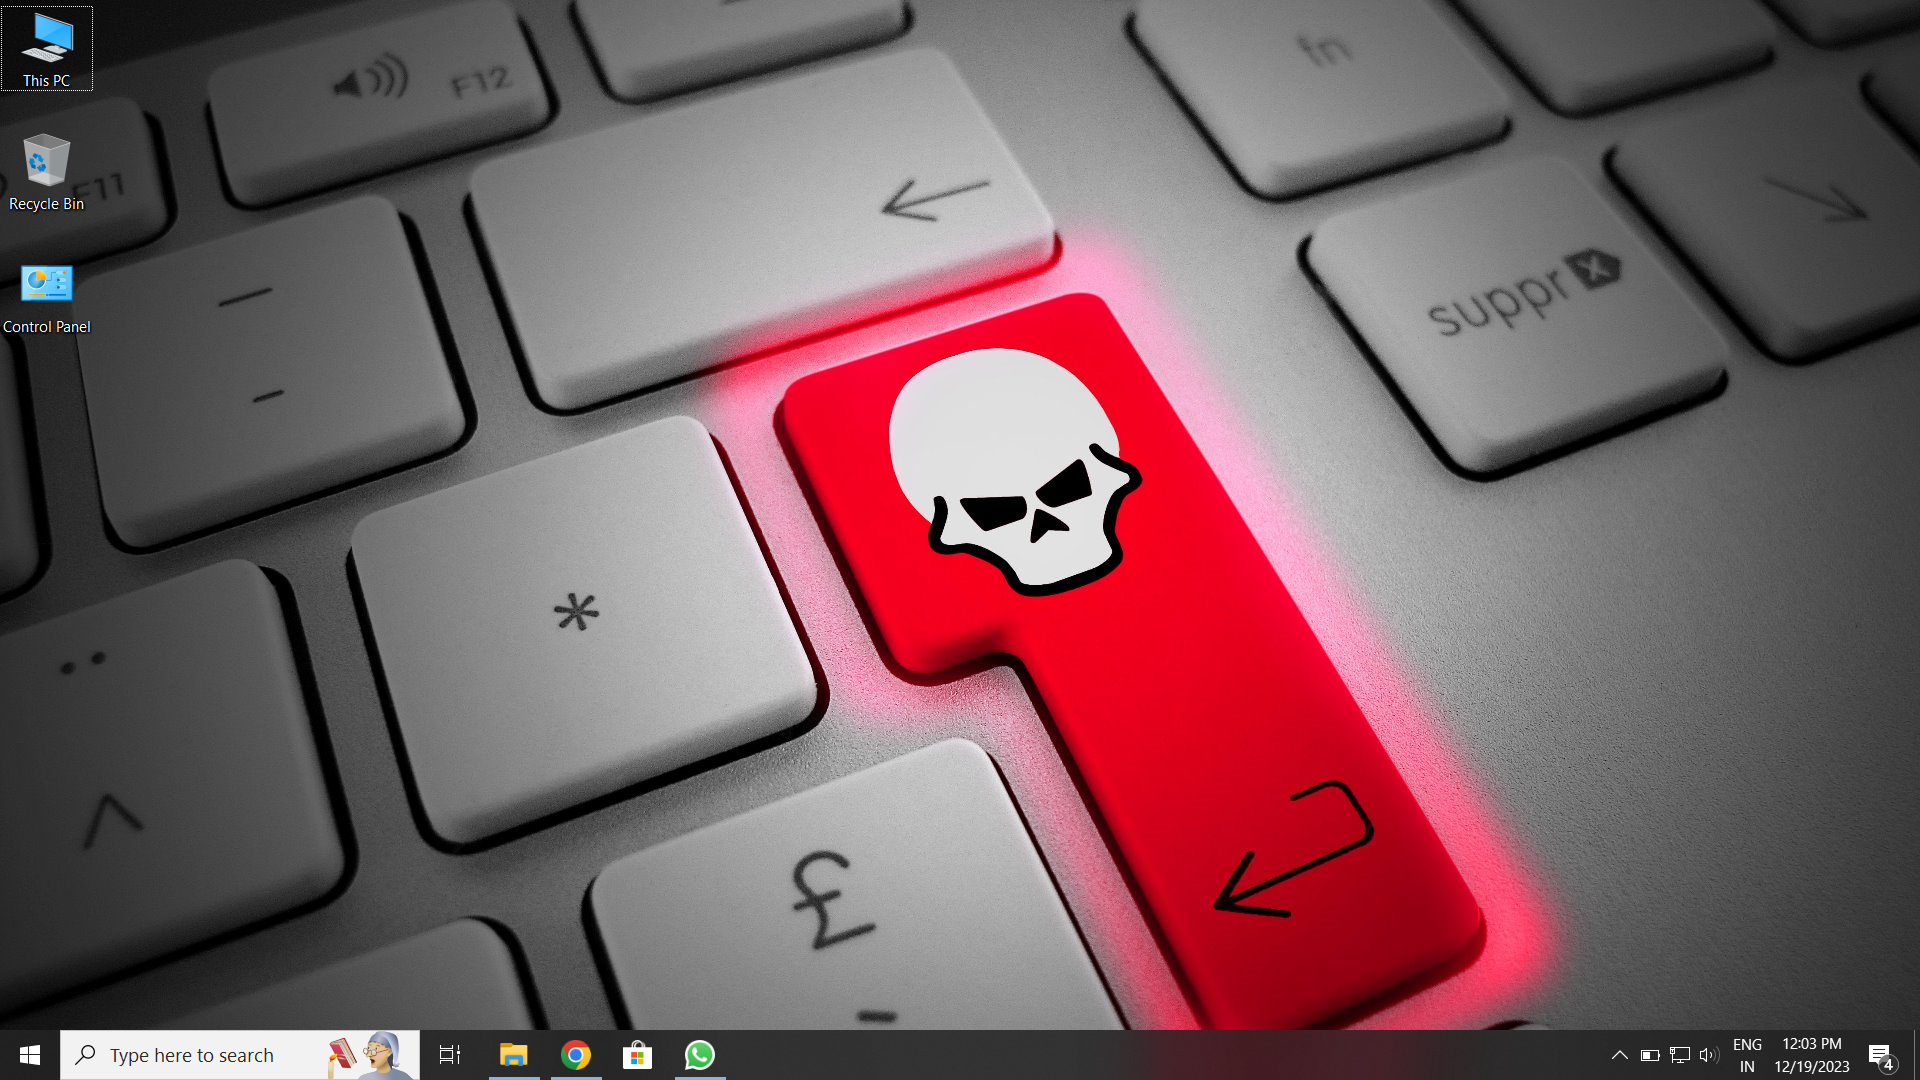 This PC
Recycle Bin
Control Panel
F11
F12
fn
suppr
*
£
Type here to search
ENG
IN
12:03 PM
12/19/2023
4